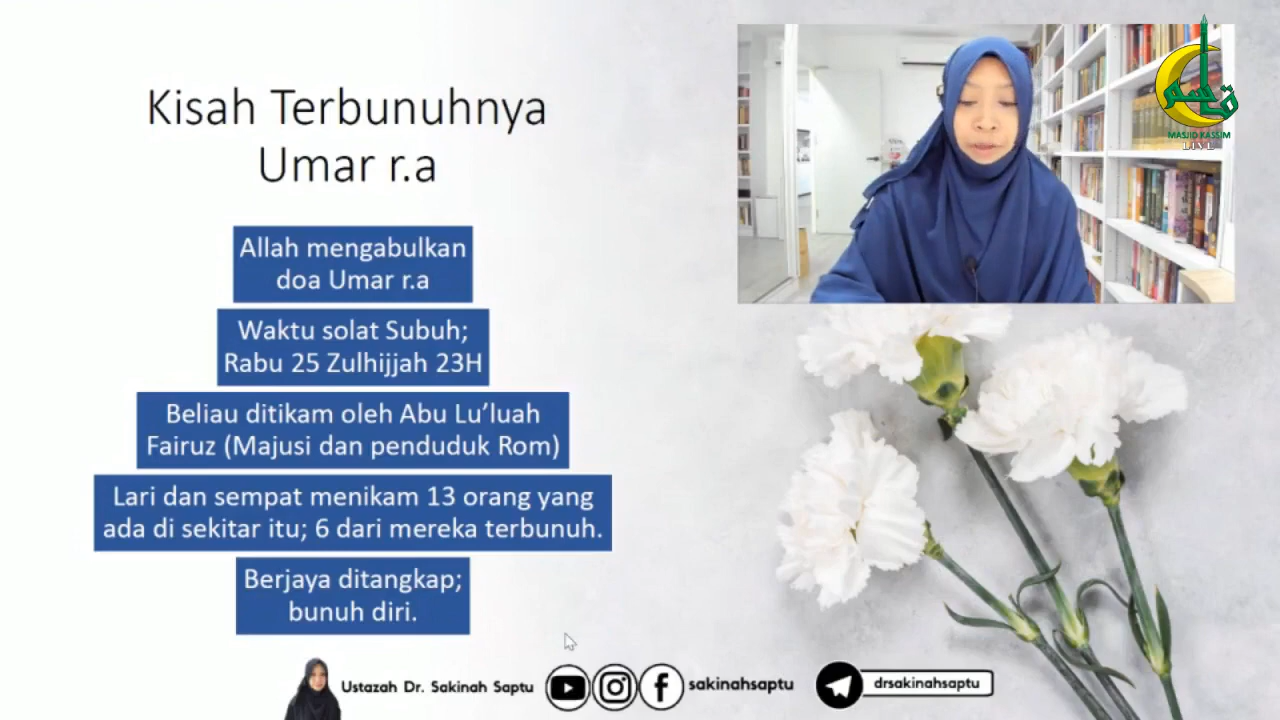 Kisah Terbunuhnya
Umar r.a
Allah mengabulkan
doa Umar r.a
Waktu solat Subuh;
Rabu 25 Zulhijjah 23H
Beliau ditikam oleh Abu Lu’luah
Fairuz (Majusi dan penduduk Rom)
Lari dan sempat menikam 13 orang yang
ada di sekitar itu; 6 dari mereka terbunuh.
Berjaya ditangkap;
bunuh diri.
قاسم
MASJID KASSIM
LIVE
Ustazah Dr. Sakinah Saptu
sakinahsaptu
drsakinahsaptu